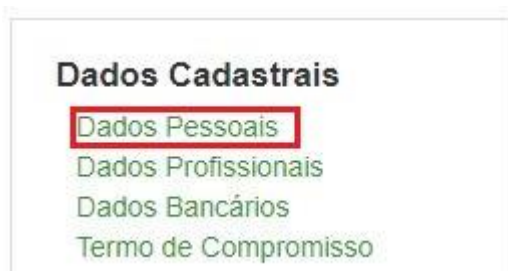 Dados Cadastrais
Dados Pessoais
Dados Profissionais
Dados Bancários
Termo de Compromisso